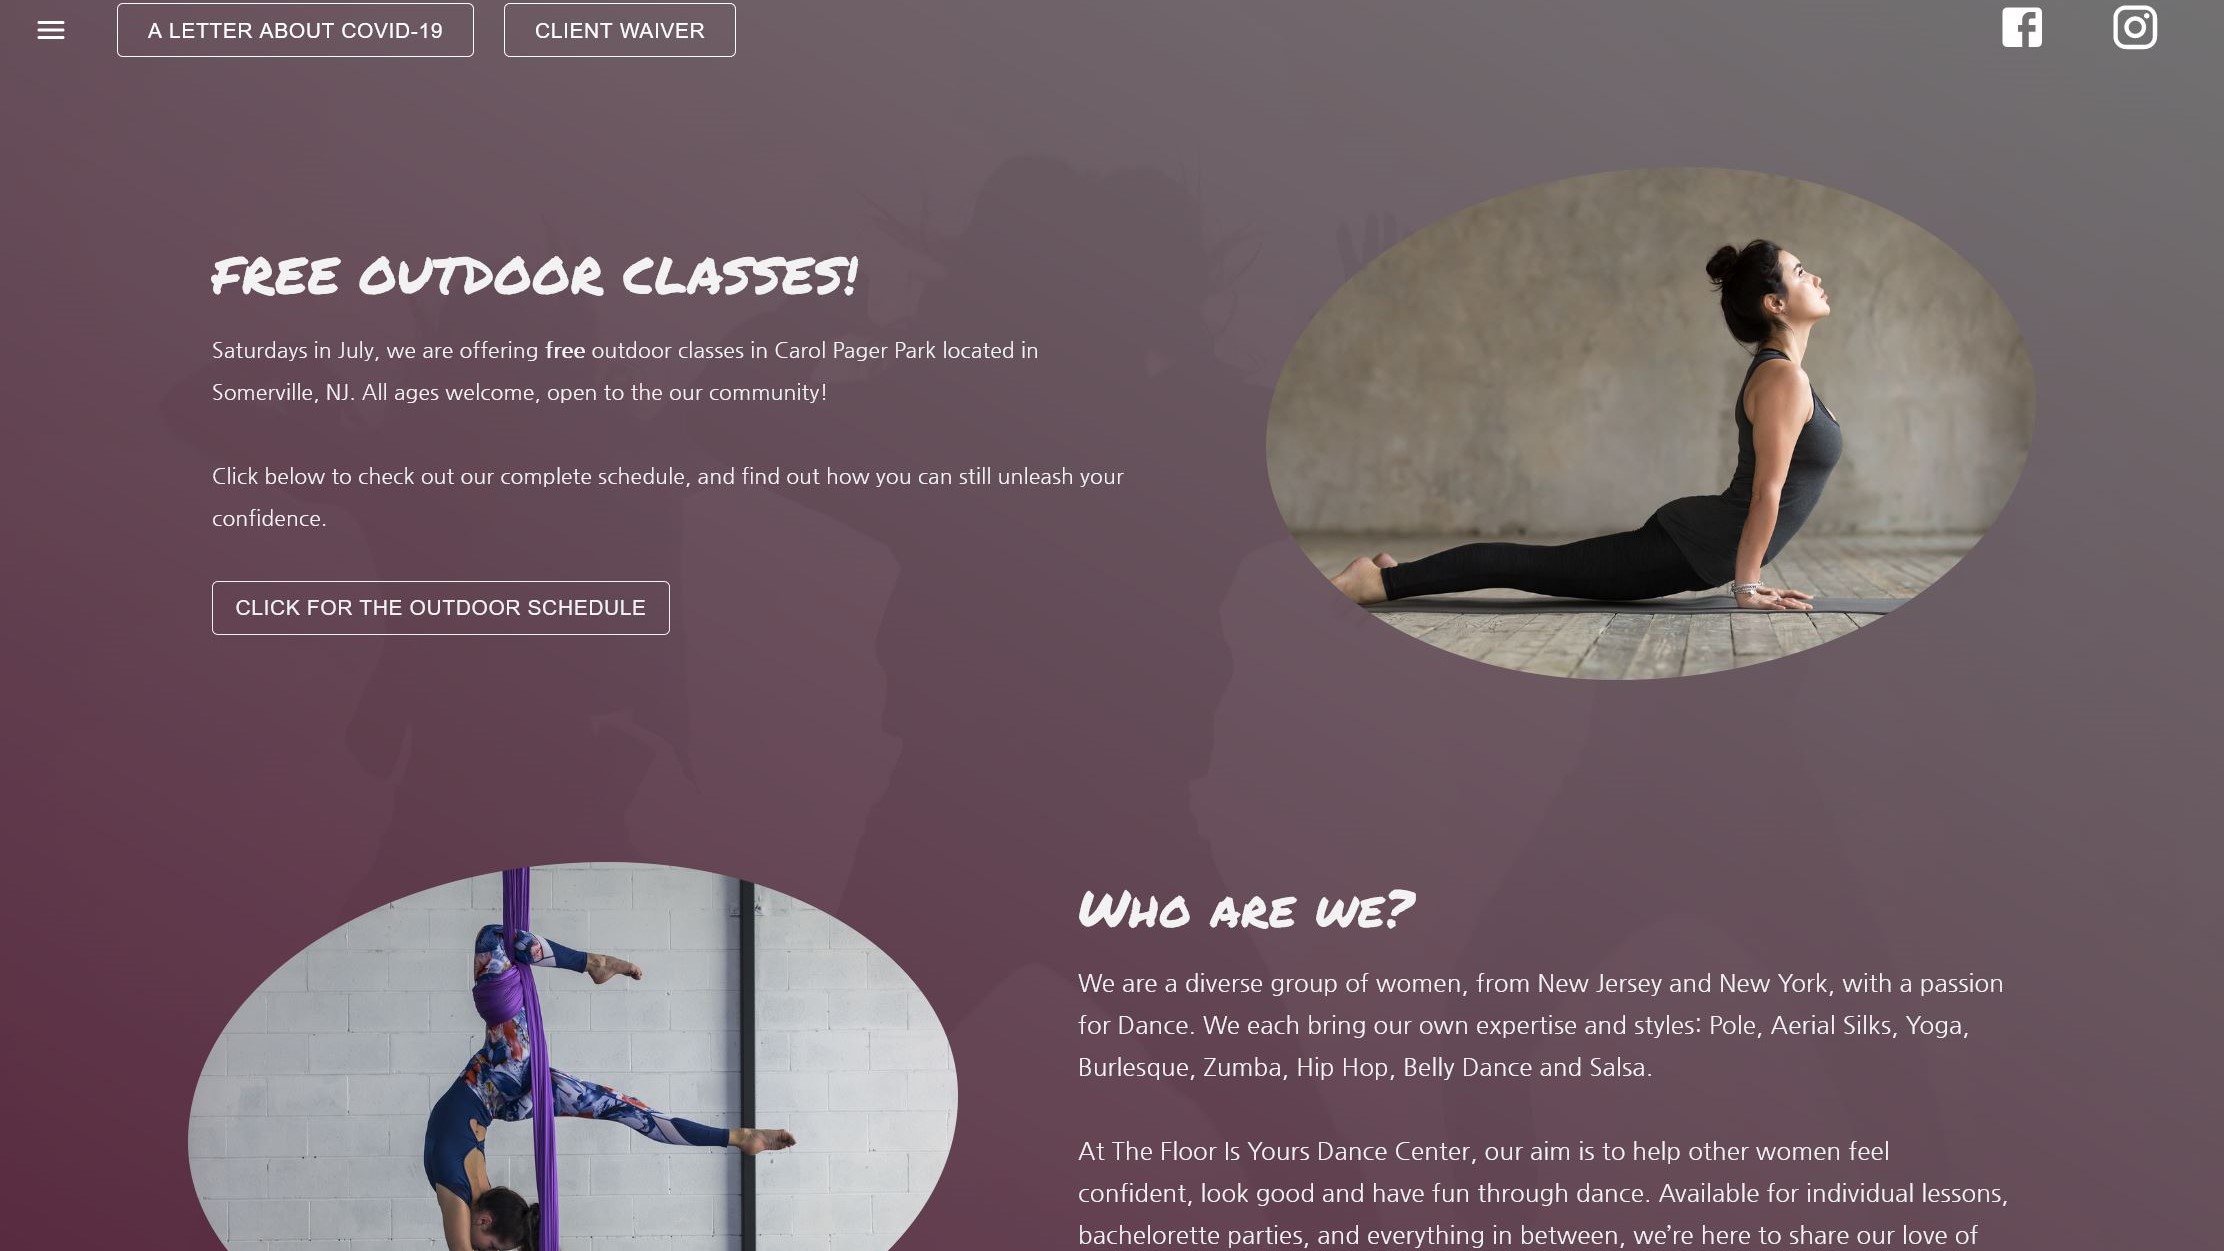 A LETTER ABOUT COVID-19
CLIENT WAIVER
FREE OUTDOOR CLASSES!
Saturdays in July, we are offering free outdoor classes in Carol Pager Park located in
Somerville, NJ. All ages welcome, open to the our community!
Click below to check out our complete schedule, and find out how you can still unleash your
confidence.
CLICK FOR THE OUTDOOR SCHEDULE
WHO ARE WE?
We are a diverse group of women, from New Jersey and New York, with a passion
for Dance. We each bring our own expertise and styles: Pole, Aerial Silks, Yoga,
Burlesque, Zumba, Hip Hop, Belly Dance and Salsa.
At The Floor Is Yours Dance Center, our aim is to help other women feel
confident, look good and have fun through dance. Available for individual lessons,
bachelorette parties, and everything in between, we’re here to share our love of